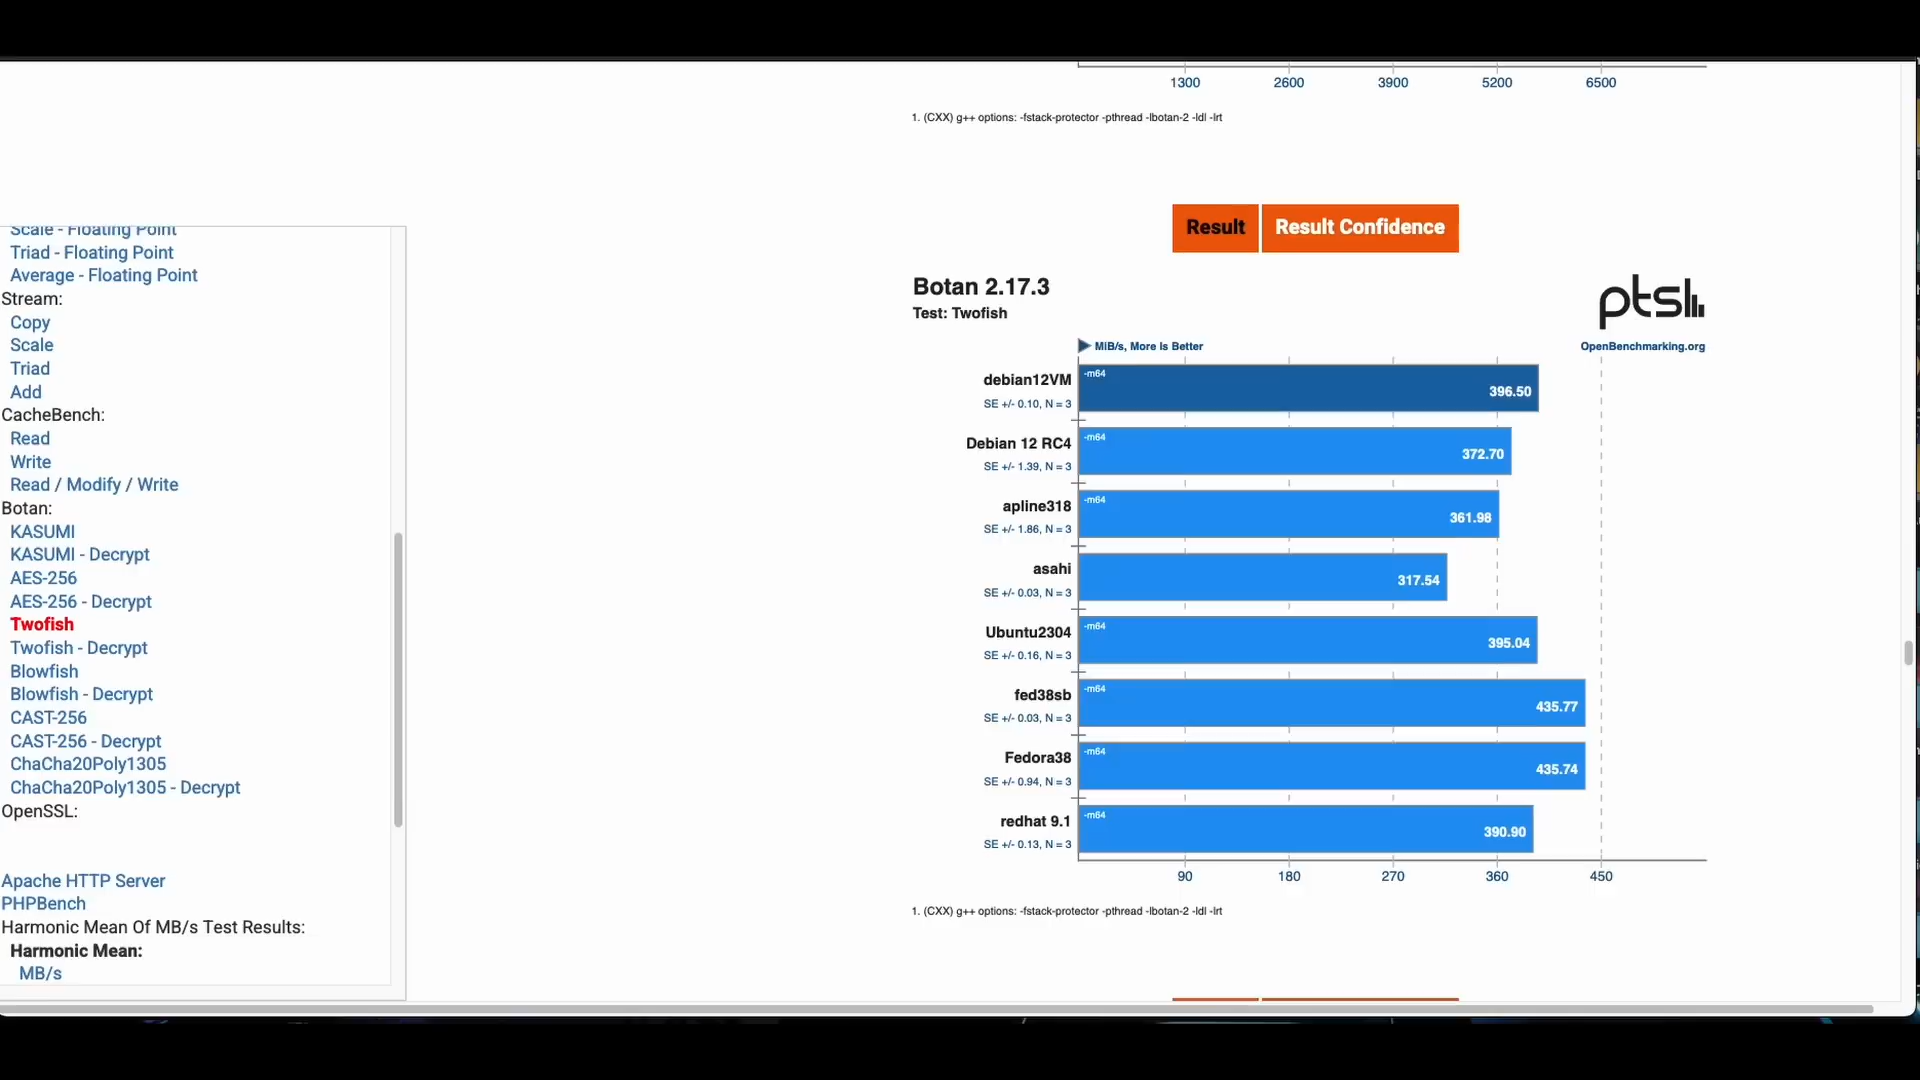 1300 2600 3900 5200 6500
1. (CXX) g++ options: -fstack-protector -pthread -lbotan-2 -ldl -lrt
Scale - Floating Point
Triad - Floating Point
Average - Floating Point
Stream:
Copy
Scale
Triad
Add
CacheBench:
Read
Write
Read / Modify / Write
Botan:
KASUMI
KASUMI - Decrypt
AES-256
AES-256 - Decrypt
Twofish
Twofish - Decrypt
Blowfish
Blowfish - Decrypt
CAST-256
CAST-256 - Decrypt
ChaCha20Poly1305
ChaCha20Poly1305 - Decrypt
OpenSSL:
Apache HTTP Server
PHPBench
Harmonic Mean Of MB/s Test Results:
Harmonic Mean:
MB/s
Result Result Confidence
Botan 2.17.3
Test: Twofish
ptsl
MiB/s, More Is Better
OpenBenchmarking.org
debian12VM -m64 396.50
SE +/- 0.10, N = 3
Debian 12 RC4 -m64 372.70
SE +/- 1.39, N = 3
apline318 -m64 361.98
SE +/- 1.86, N = 3
asahi 317.54
SE +/- 0.03, N = 3
Ubuntu2304 -m64 395.04
SE +/- 0.16, N = 3
fed38sb -m64 435.77
SE +/- 0.03, N = 3
Fedora38 -m64 435.74
SE +/- 0.94, N = 3
redhat 9.1 -m64 390.90
SE +/- 0.13, N = 3
90 180 270 360 450
1. (CXX) g++ options: -fstack-protector -pthread -lbotan-2 -ldl -lrt